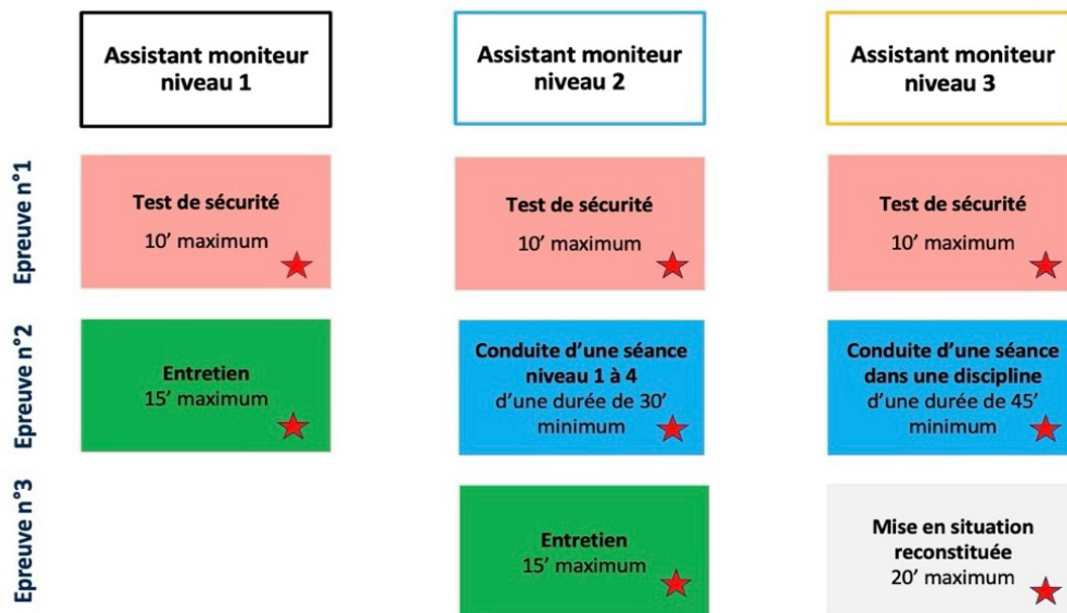 Assistant moniteur
niveau 1
Assistant moniteur
niveau 2
Assistant moniteur
niveau 3
Epreuve n°1
Test de sécurité
10' maximum
Test de sécurité
10' maximum
Test de sécurité
10' maximum
Epreuve n°2
Entretien
15' maximum
Conduite d'une séance
niveau 1 à 4
d'une durée de 30'
minimum
Conduite d'une séance
dans une discipline
d'une durée de 45'
minimum
Epreuve n°3
Entretien
15' maximum
Mise en situation
reconstituée
20' maximum